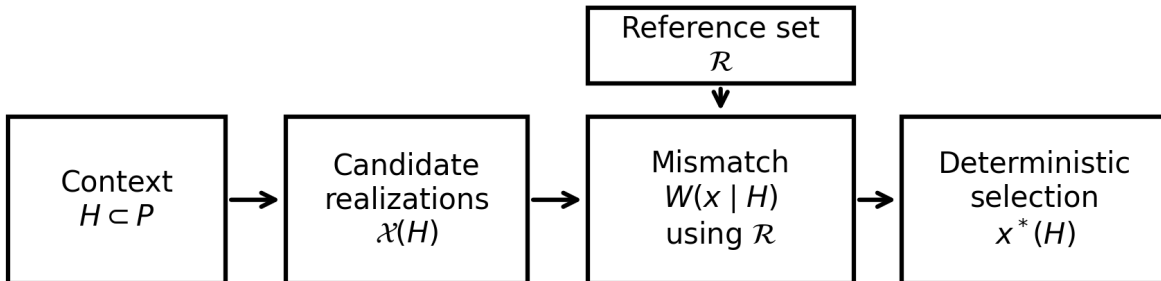 Reference set
ℛ
Context
H ⊂ P
Candidate
realizations
𝒳(H)
Mismatch
W(x | H)
using ℛ
Deterministic
selection
x*(H)